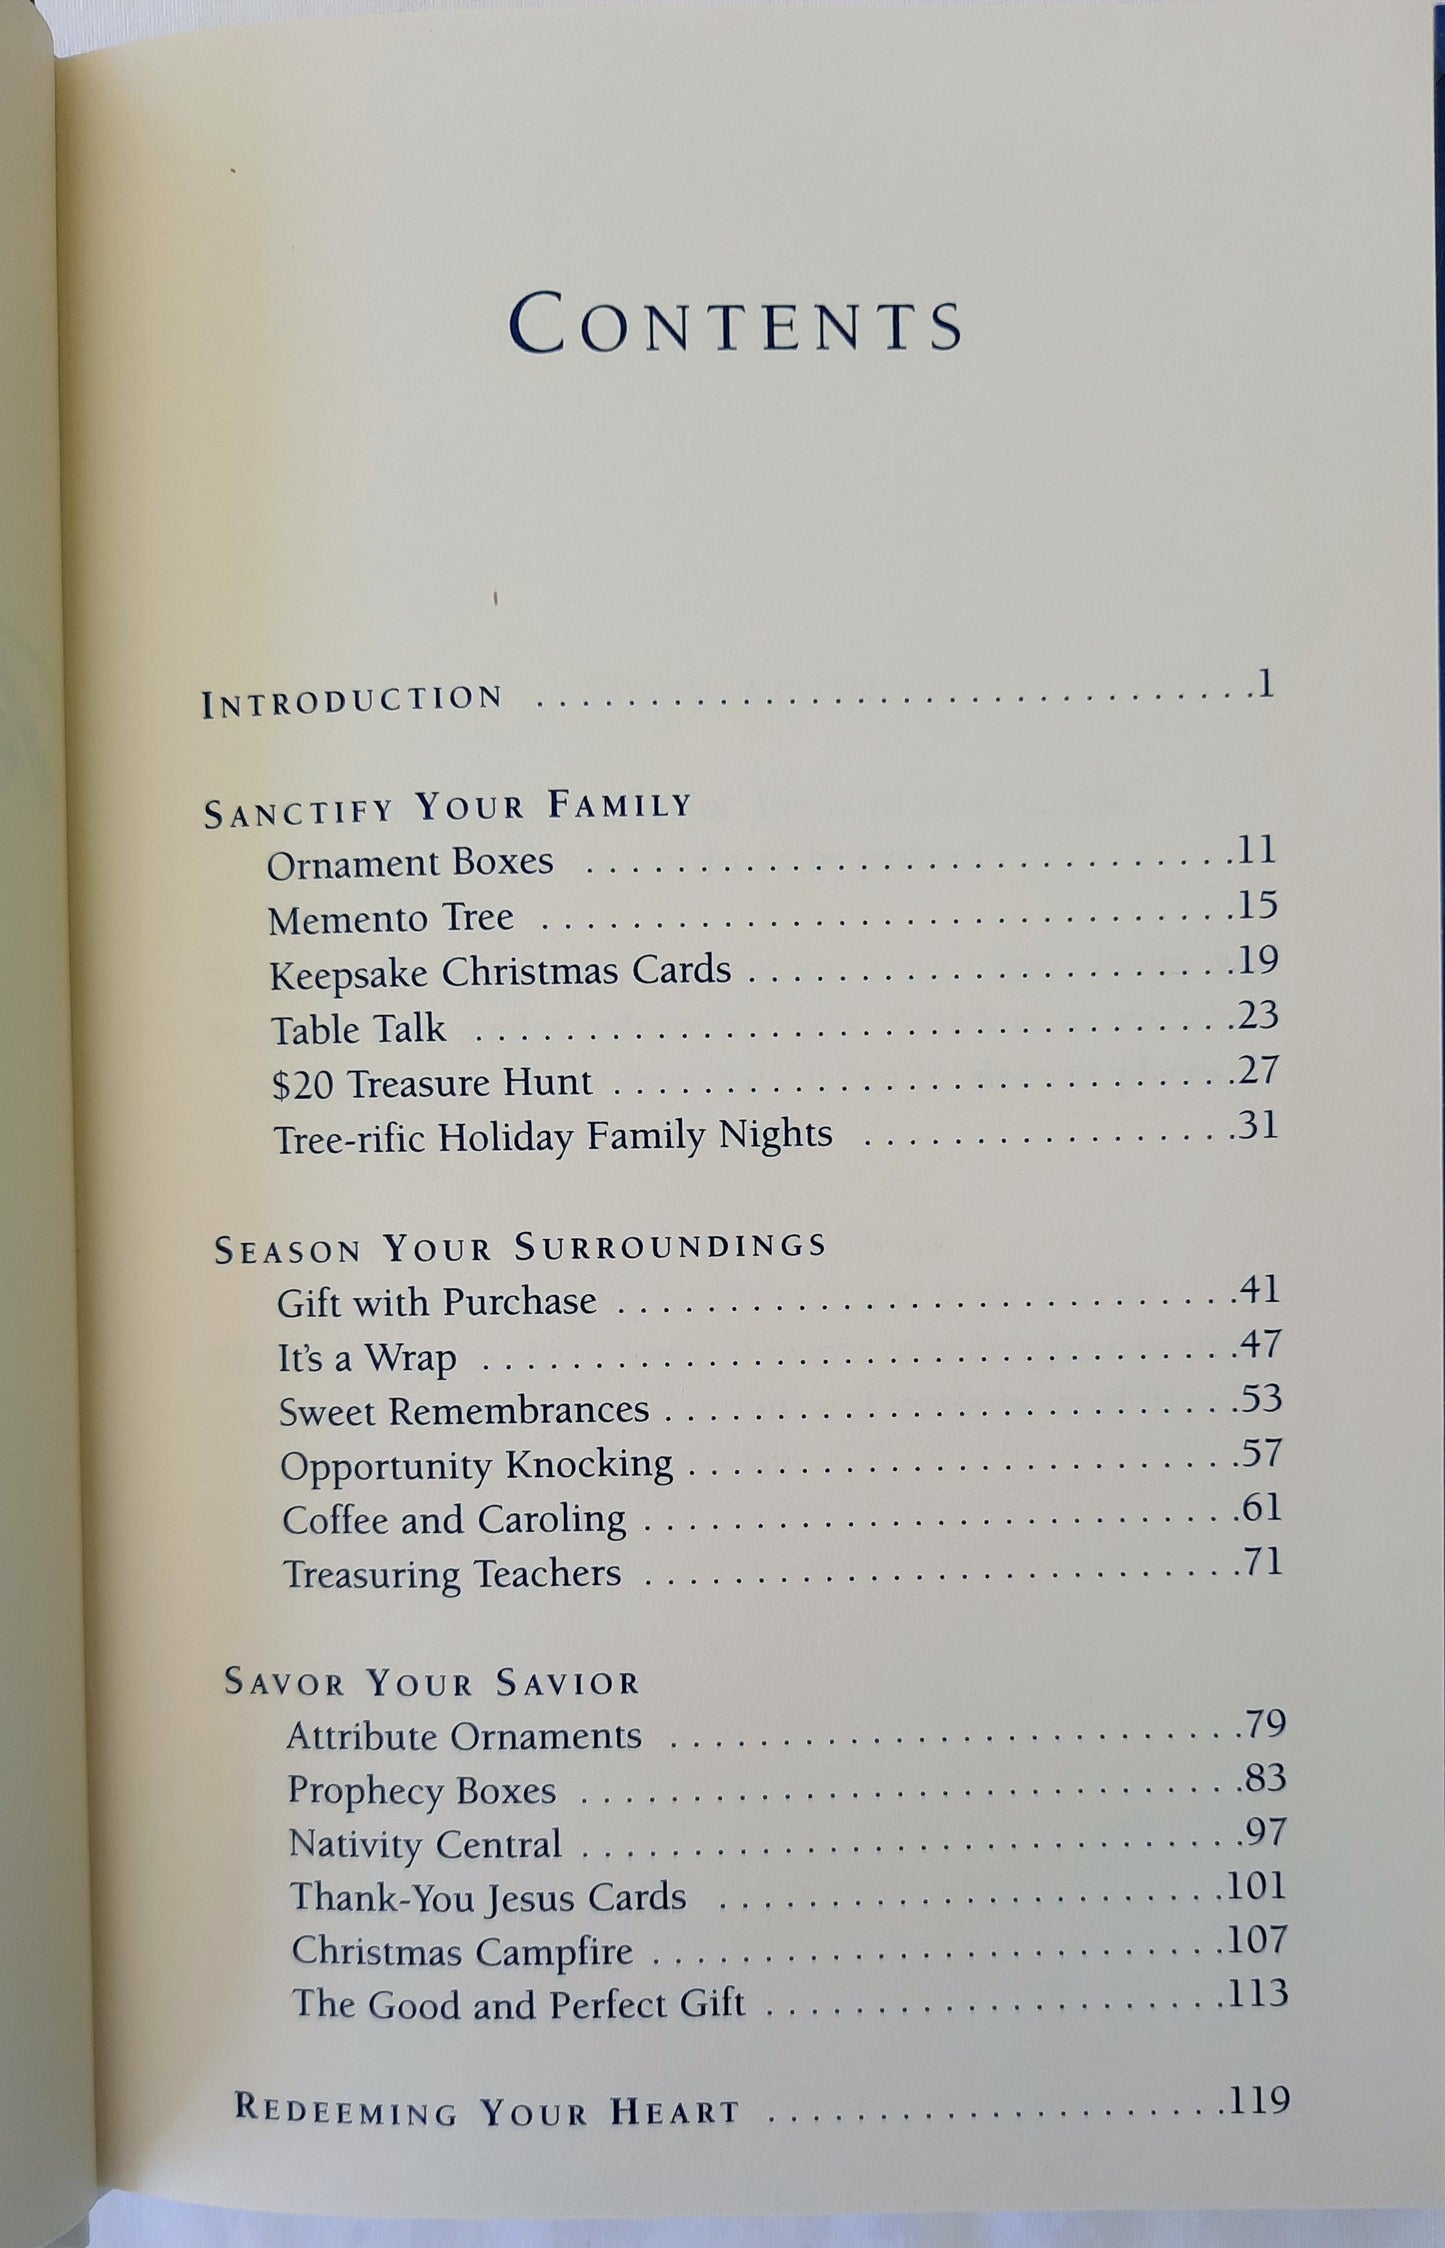 CONTENTS
INTRODUCTION . . . . . . . . . . . . . . . . . . . . . . . . . . . . . . . .1
SANCTIFY YOUR FAMILY
Ornament Boxes . . . . . . . . . . . . . . . . . . . . . . . . . . . . .11
Memento Tree . . . . . . . . . . . . . . . . . . . . . . . . . . . . . . .15
Keepsake Christmas Cards . . . . . . . . . . . . . . . . . . . . . .19
Table Talk . . . . . . . . . . . . . . . . . . . . . . . . . . . . . . . . . .23
$20 Treasure Hunt . . . . . . . . . . . . . . . . . . . . . . . . . . . .27
Tree-rific Holiday Family Nights . . . . . . . . . . . . . . . . .31
SEASON YOUR SURROUNDINGS
Gift with Purchase . . . . . . . . . . . . . . . . . . . . . . . . . . . .41
It's a Wrap . . . . . . . . . . . . . . . . . . . . . . . . . . . . . . . . . .47
Sweet Remembrances . . . . . . . . . . . . . . . . . . . . . . . . . .53
Opportunity Knocking . . . . . . . . . . . . . . . . . . . . . . . . .57
Coffee and Caroling . . . . . . . . . . . . . . . . . . . . . . . . . . .61
Treasuring Teachers . . . . . . . . . . . . . . . . . . . . . . . . . . .71
SAVOR YOUR SAVIOR
Attribute Ornaments . . . . . . . . . . . . . . . . . . . . . . . . . .79
Prophecy Boxes . . . . . . . . . . . . . . . . . . . . . . . . . . . . . .83
Nativity Central . . . . . . . . . . . . . . . . . . . . . . . . . . . . . .97
Thank-You Jesus Cards . . . . . . . . . . . . . . . . . . . . . . .101
Christmas Campfire . . . . . . . . . . . . . . . . . . . . . . . . . .107
The Good and Perfect Gift . . . . . . . . . . . . . . . . . . . . .113
REDEEMING YOUR HEART . . . . . . . . . . . . . . . . . . . . .119